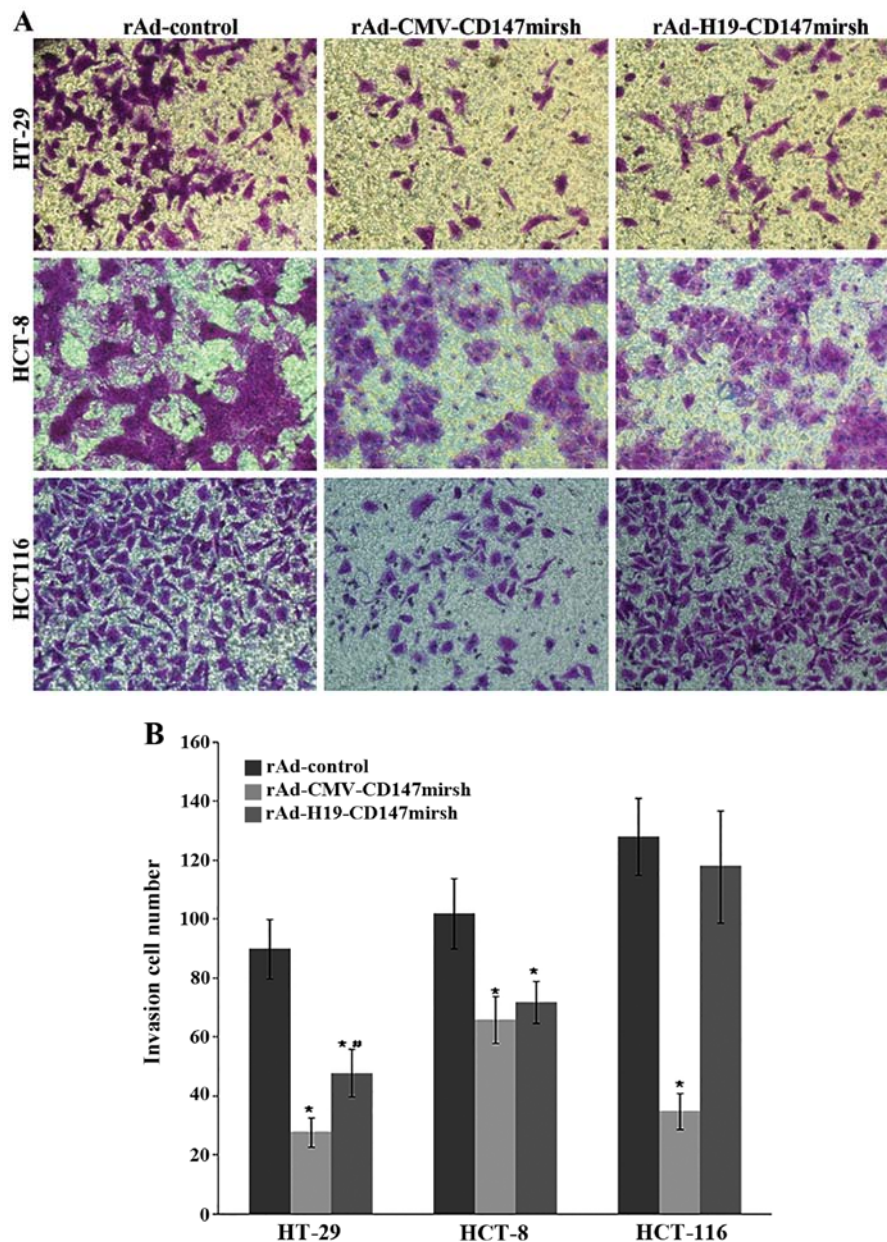 A
rAd-control rAd-CMV-CD147mirsh rAd-H19-CD147mirsh
HT-29
HCT-8
HCT116
B
160
140
120
100
80
60
40
20
0
Invasion cell number
rAd-control
rAd-CMV-CD147mirsh
rAd-H19-CD147mirsh
*
* #
*
*
*
HT-29 HCT-8 HCT-116